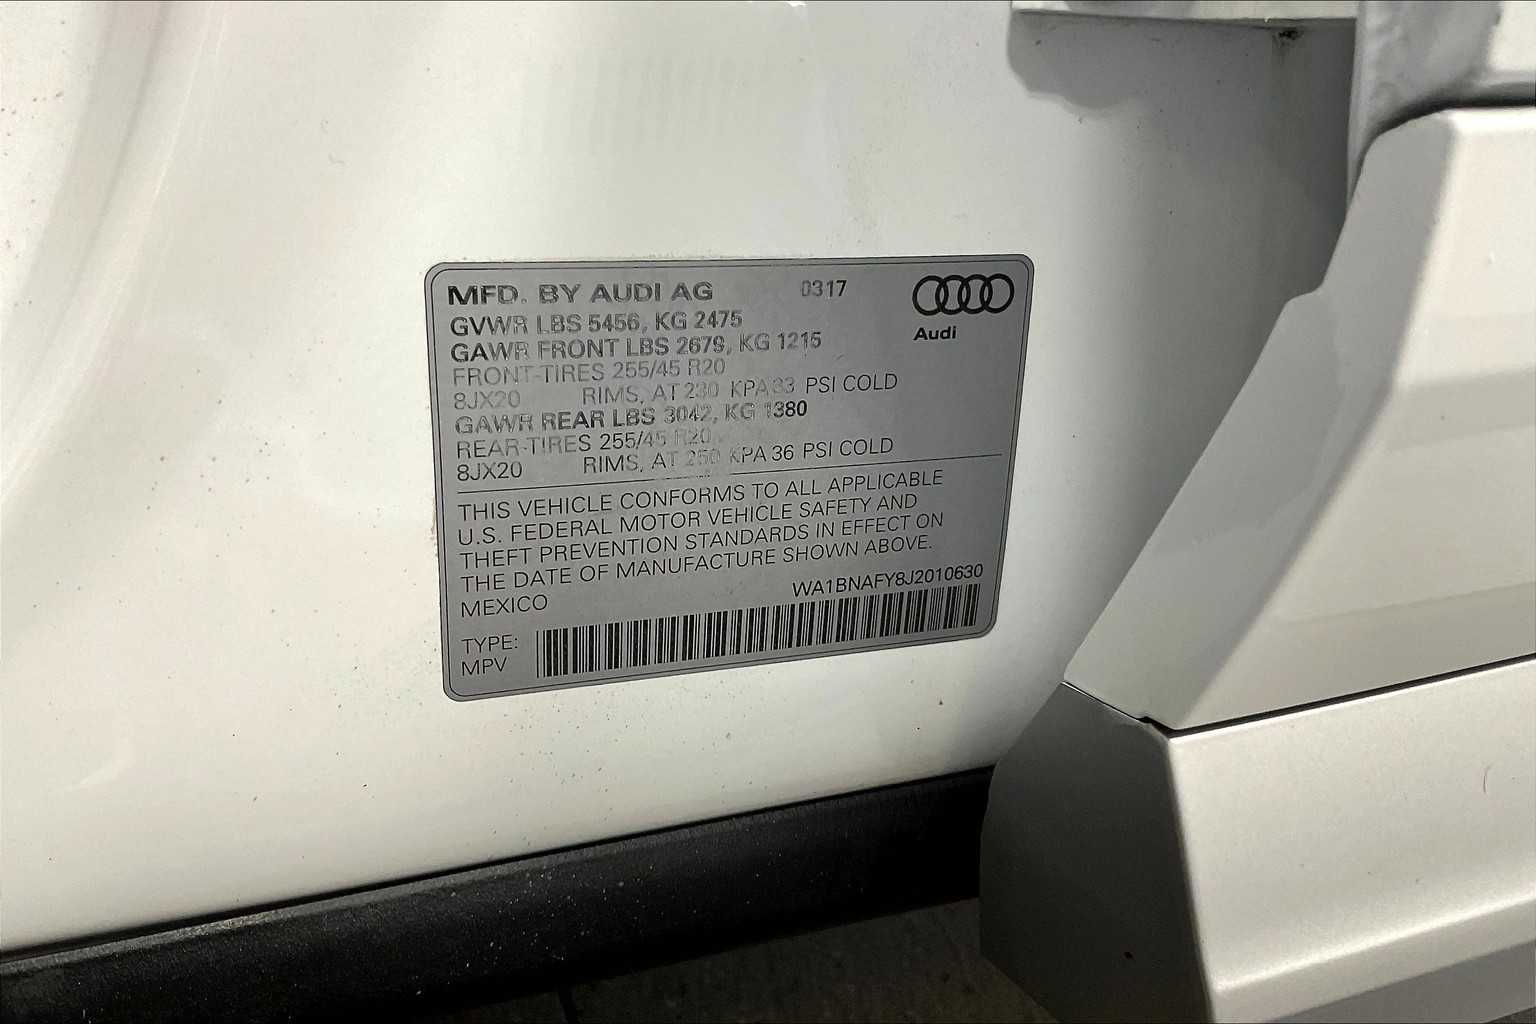 MFD. BY AUDI AG 0317
Audi
GVWR LBS 5456, KG 2475
GAWR FRONT LBS 2679, KG 1215
FRONT-TIRES 255/45 R20
8JX20 RIMS, AT 230 KPA 33 PSI COLD
GAWR REAR LBS 3042, KG 1380
REAR-TIRES 255/45 R20
8JX20 RIMS, AT 250 KPA 36 PSI COLD
THIS VEHICLE CONFORMS TO ALL APPLICABLE
U.S. FEDERAL MOTOR VEHICLE SAFETY AND
THEFT PREVENTION STANDARDS IN EFFECT ON
THE DATE OF MANUFACTURE SHOWN ABOVE.
MEXICO WA1BNAFY8J2010630
TYPE:
MPV